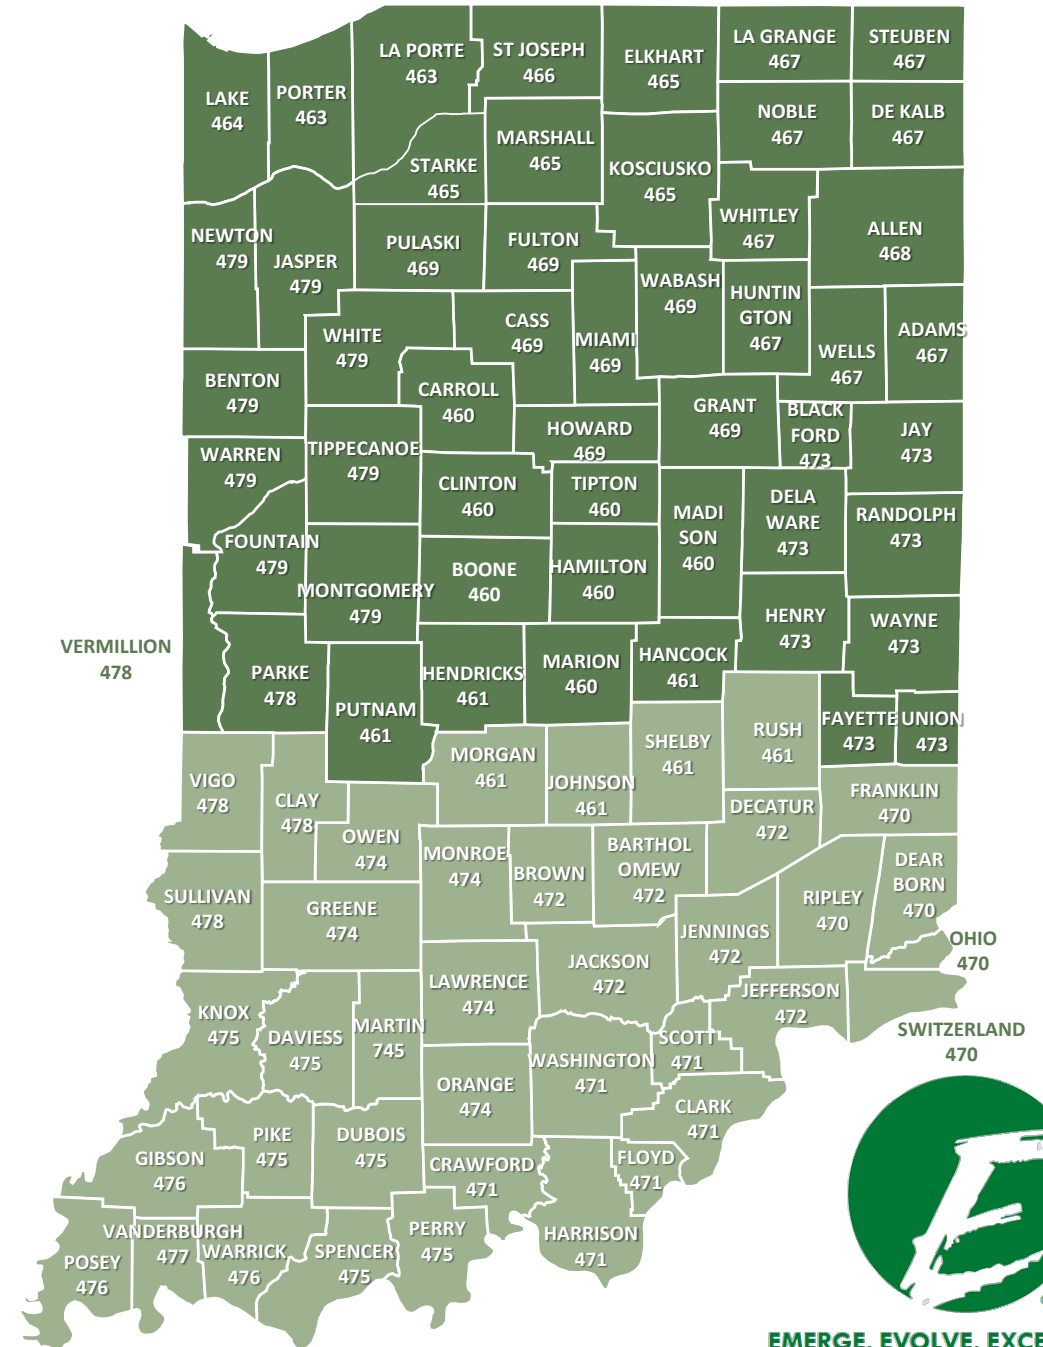 LA PORTE
463
ST JOSEPH
466
ELKHART
465
LA GRANGE
467
STEUBEN
467
LAKE
464
PORTER
463
NOBLE
467
DE KALB
467
STARKE
465
MARSHALL
465
KOSCIUSKO
465
WHITLEY
467
ALLEN
468
NEWTON
479
JASPER
479
PULASKI
469
FULTON
469
WABASH
469
HUNTIN
GTON
467
WHITE
479
CASS
469
MIAMI
469
WELLS
467
ADAMS
467
BENTON
479
CARROLL
460
GRANT
469
BLACK
FORD
473
JAY
473
WARREN
479
TIPPECANOE
479
HOWARD
469
CLINTON
460
TIPTON
460
MADI
SON
460
DELA
WARE
473
RANDOLPH
473
FOUNTAIN
479
MONTGOMERY
479
BOONE
460
HAMILTON
460
HENRY
473
WAYNE
473
VERMILLION
478
PARKE
478
PUTNAM
461
HENDRICKS
461
MARION
460
HANCOCK
461
RUSH
461
FAYETTE
473
UNION
473
VIGO
478
CLAY
478
MORGAN
461
JOHNSON
461
SHELBY
461
FRANKLIN
470
OWEN
474
MONROE
474
BROWN
472
BARTHOL
OMEW
472
DECATUR
472
DEAR
BORN
470
SULLIVAN
478
GREENE
474
JENNINGS
472
RIPLEY
470
OHIO
470
LAWRENCE
474
JACKSON
472
JEFFERSON
472
SWITZERLAND
470
KNOX
475
DAVIESS
475
MARTIN
745
WASHINGTON
471
SCOTT
471
ORANGE
474
CLARK
471
GIBSON
476
PIKE
475
DUBOIS
475
CRAWFORD
471
FLOYD
471
HARRISON
471
POSEY
476
VANDERBURGH
477
WARRICK
476
SPENCER
475
PERRY
475
E
EMERGE. EVOLVE. EXCE